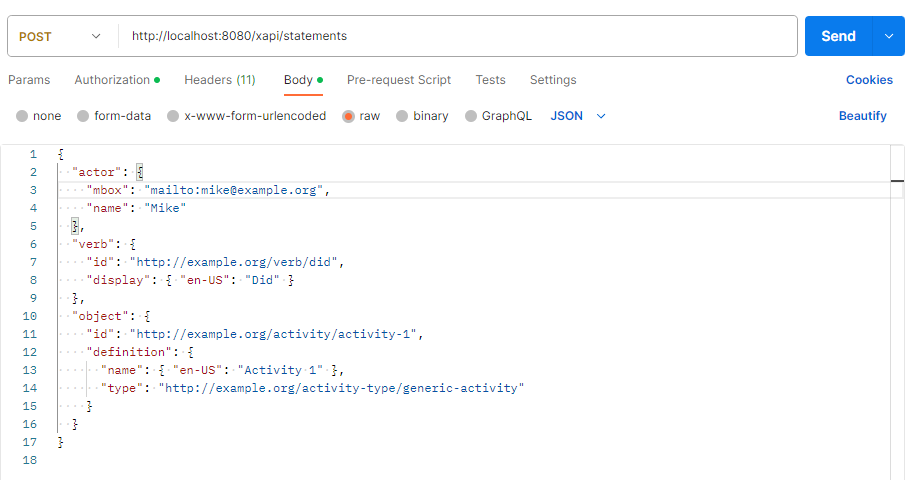 POST http://localhost:8080/xapi/statements Send
Params Authorization Headers (11) Body Pre-request Script Tests Settings Cookies
none form-data x-www-form-urlencoded raw binary GraphQL JSON Beautify
1 {
2 "actor": {
3 "mbox": "mailto:mike@example.org",
4 "name": "Mike"
5 },
6 "verb": {
7 "id": "http://example.org/verb/did",
8 "display": { "en-US": "Did" }
9 },
10 "object": {
11 "id": "http://example.org/activity/activity-1",
12 "definition": {
13 "name": { "en-US": "Activity 1" },
14 "type": "http://example.org/activity-type/generic-activity"
15 }
16 }
17 }
18